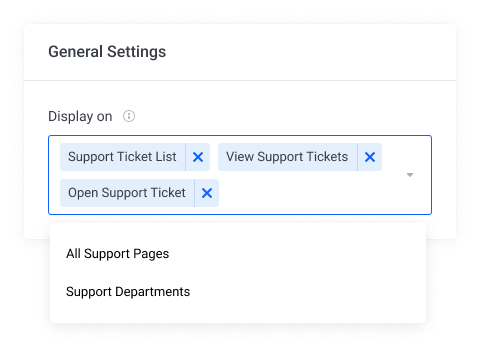 General Settings
Display on
Support Ticket List
View Support Tickets
Open Support Ticket
All Support Pages
Support Departments